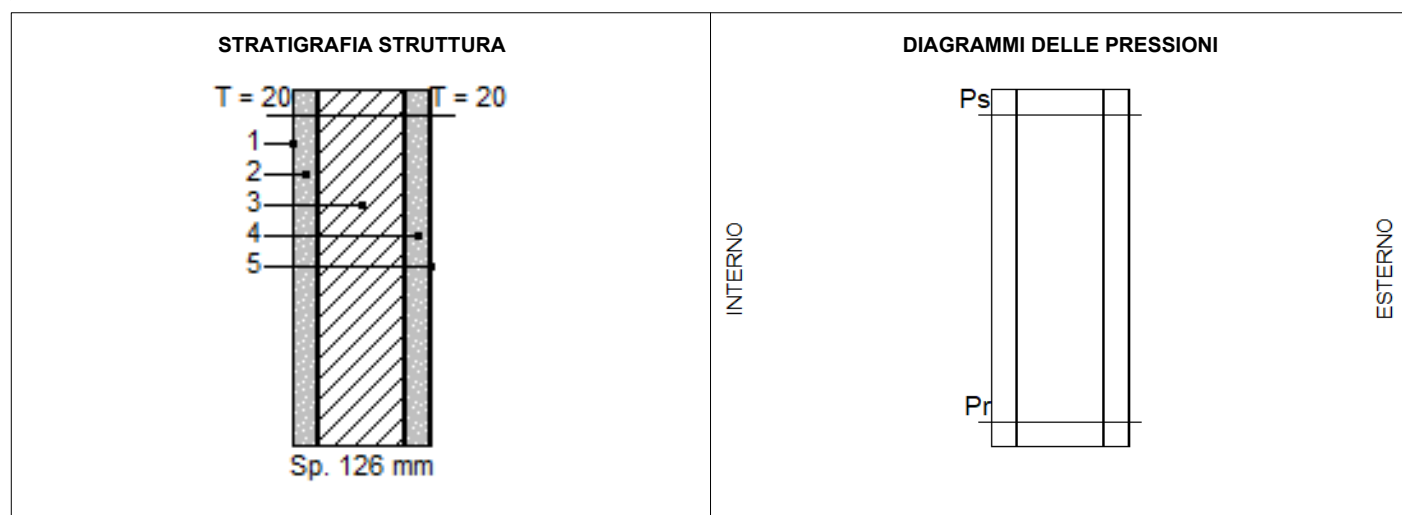 STRATIGRAFIA STRUTTURA
T = 20 T = 20
1
2
3
4
5
Sp. 126 mm
DIAGRAMMI DELLE PRESSIONI
Ps
INTERNO
ESTERNO
Pr